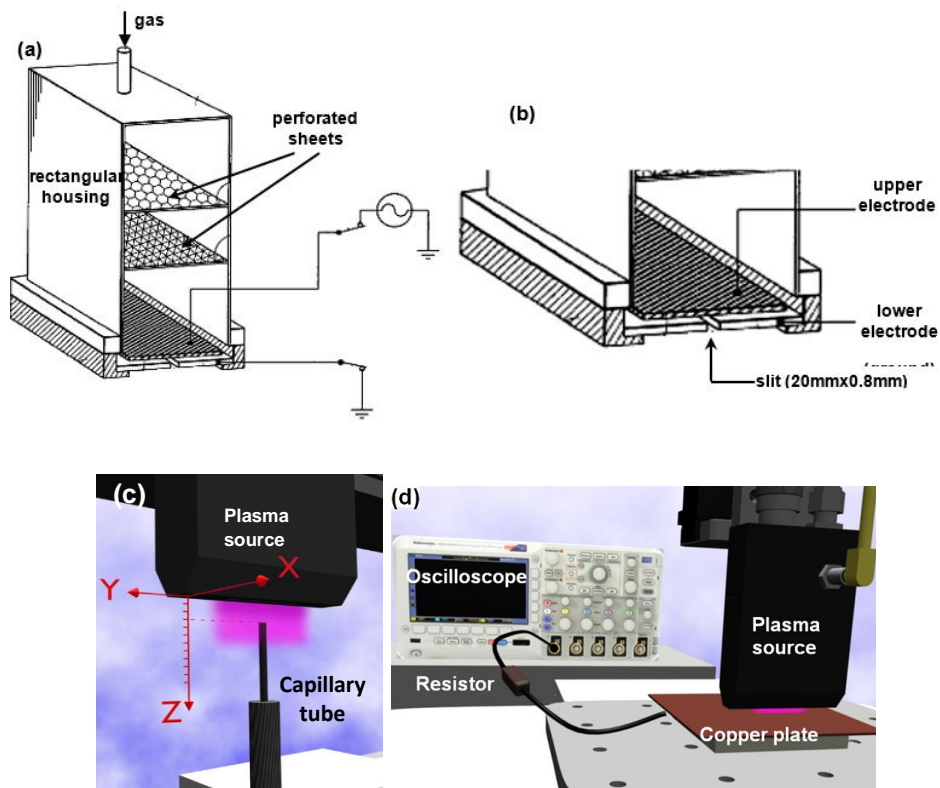 gas
(a)
perforated
sheets
rectangular
housing
(b)
upper
electrode
lower
electrode
slit (20mmx0.8mm)
(c)
Plasma
source
X
Y
Z
Capillary
tube
(d)
Oscilloscope
Resistor
Plasma
source
Copper plate